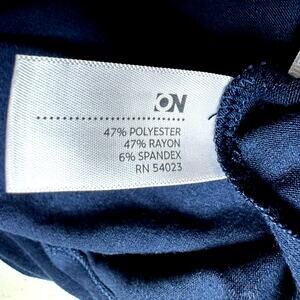 ON
47% POLYESTER
47% RAYON
6% SPANDEX
RN 54023